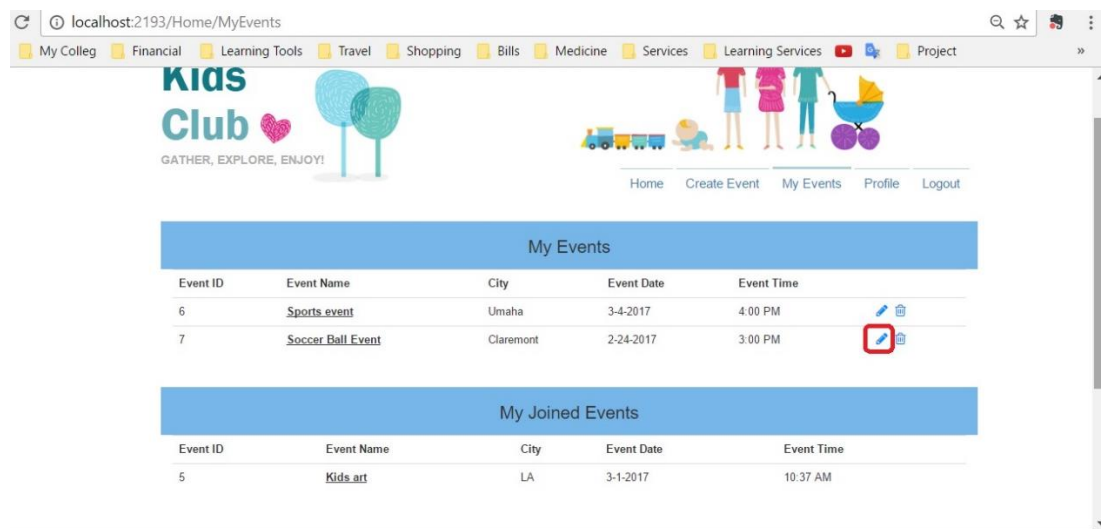 localhost:2193/Home/MyEvents
My Colleg Financial Learning Tools Travel Shopping Bills Medicine Services Learning Services Project »
Kids
Club
GATHER, EXPLORE, ENJOY!
Home Create Event My Events Profile Logout
My Events
Event ID Event Name City Event Date Event Time
6 Sports event Umaha 3-4-2017 4:00 PM
7 Soccer Ball Event Claremont 2-24-2017 3:00 PM
My Joined Events
Event ID Event Name City Event Date Event Time
5 Kids art LA 3-1-2017 10:37 AM